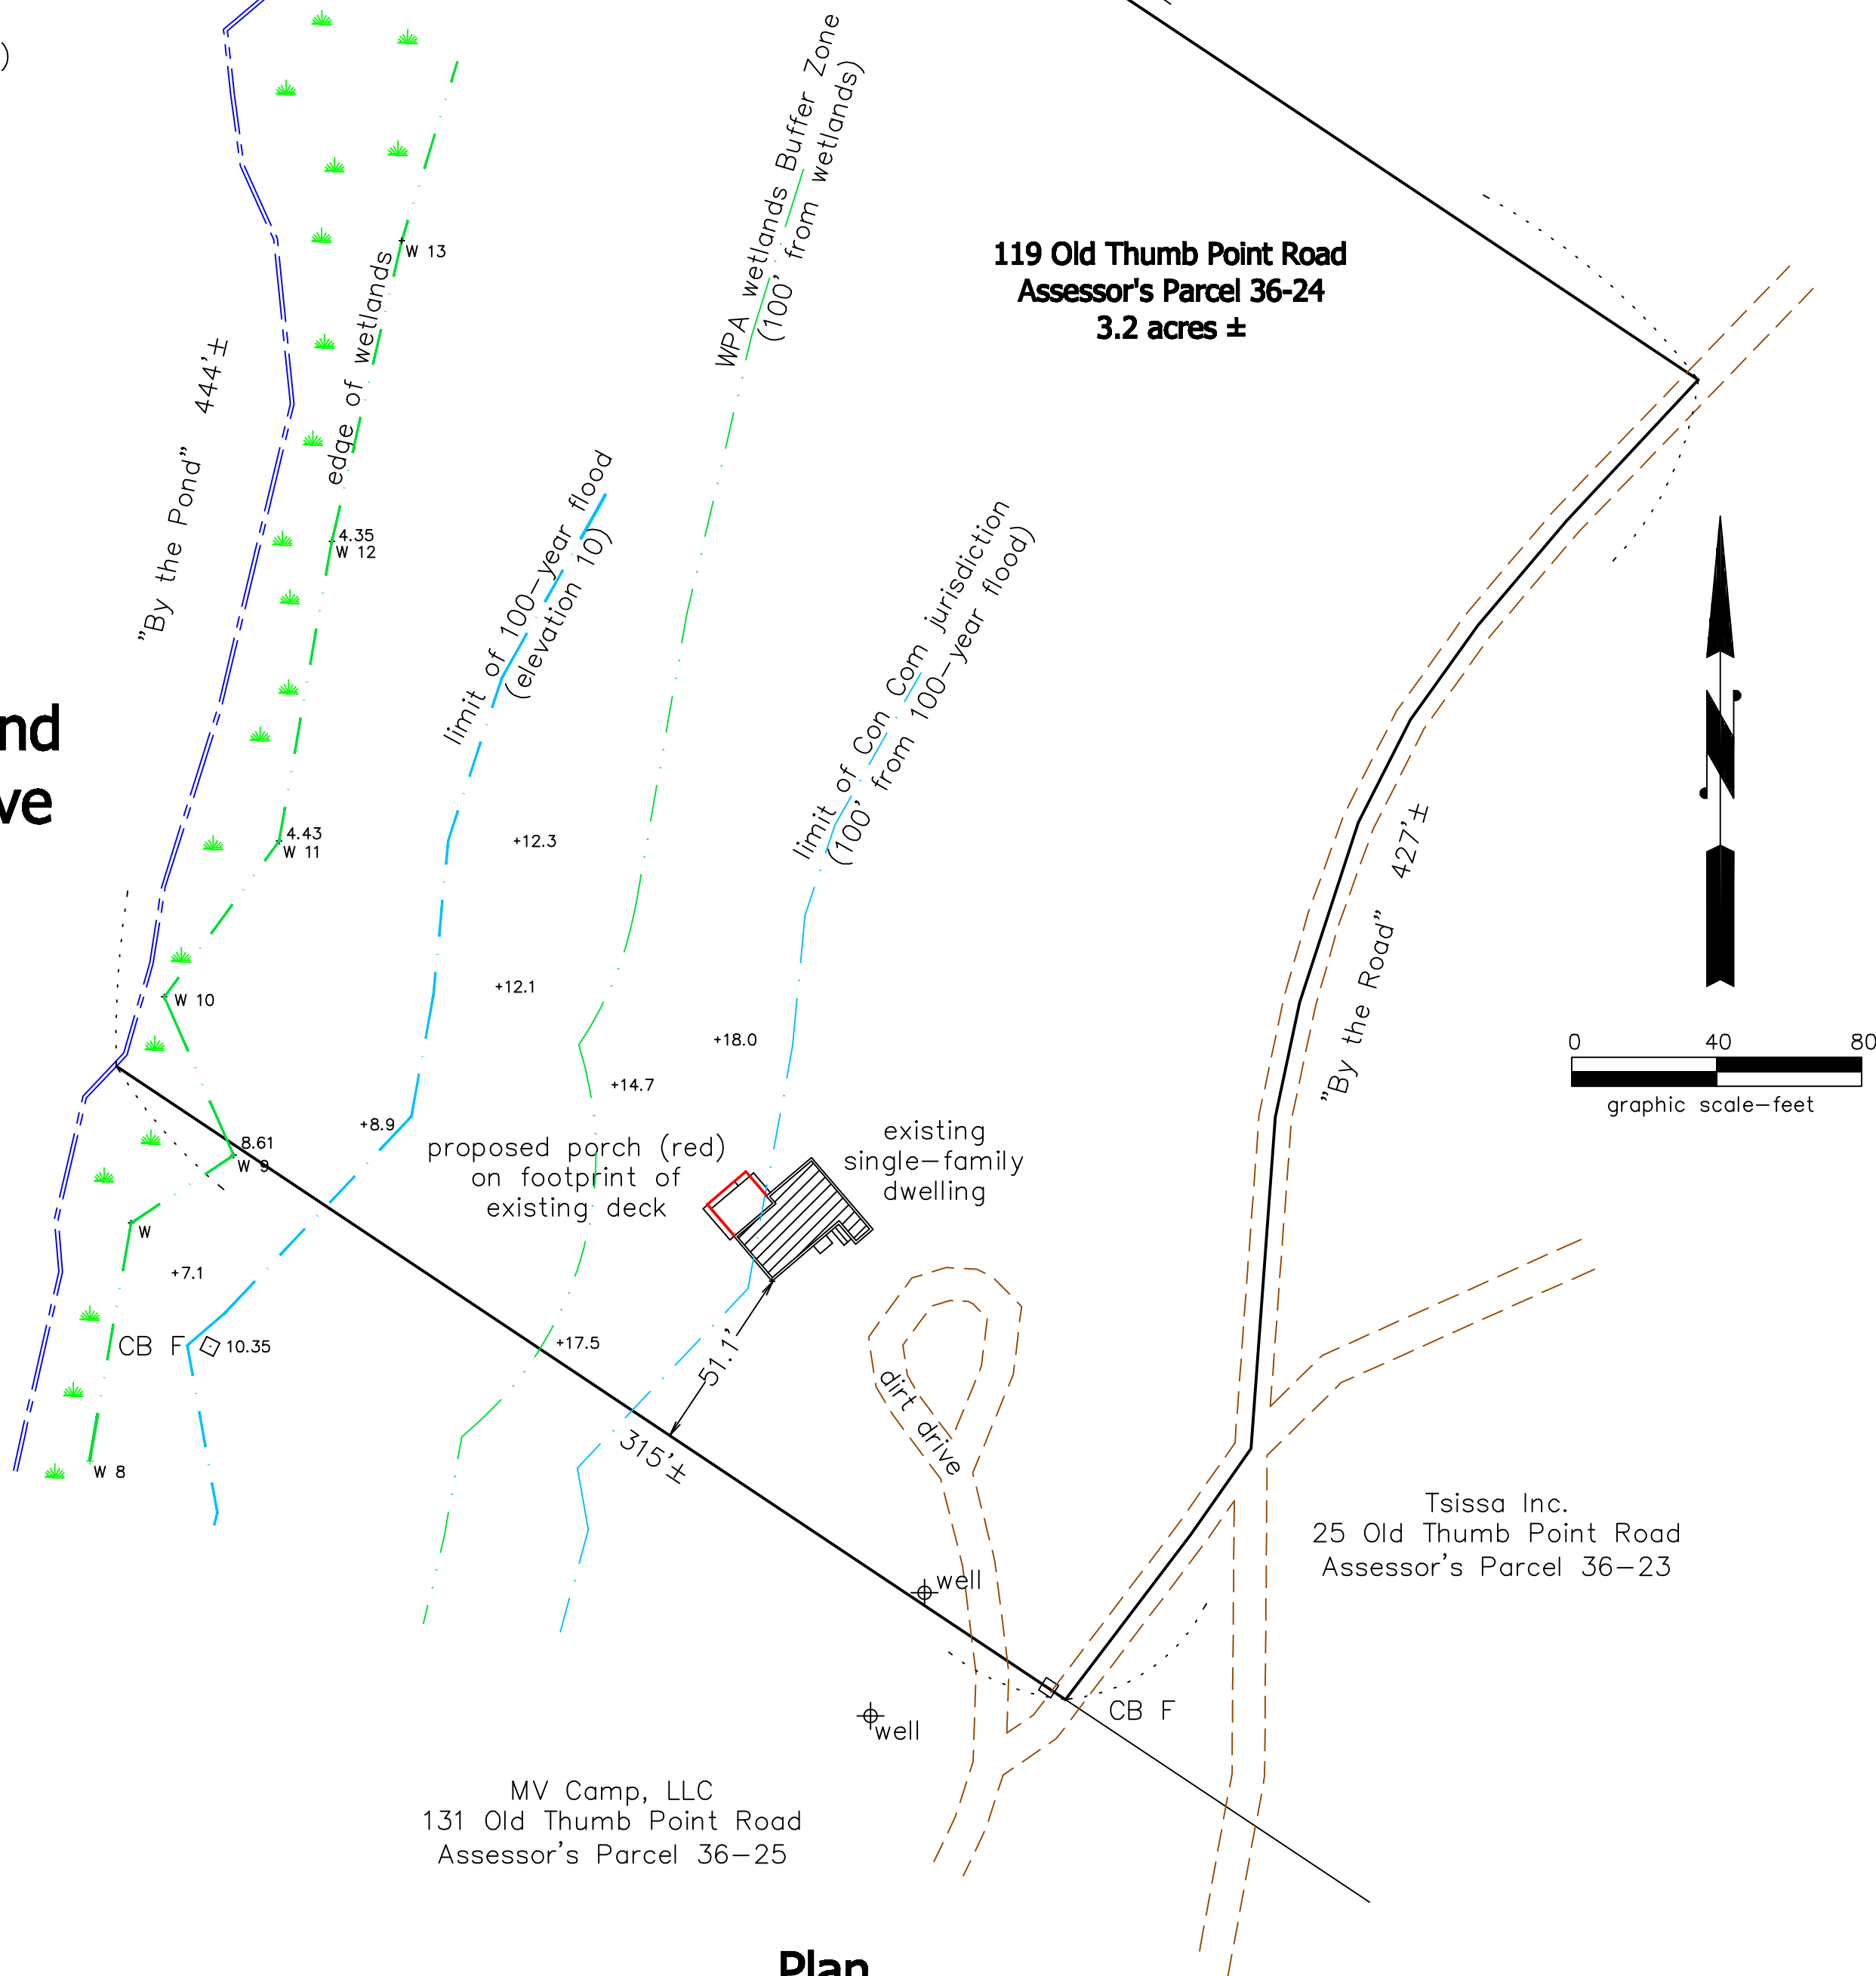 )
WPA wetlands Buffer Zone
(100' from wetlands)
119 Old Thumb Point Road
Assessor's Parcel 36-24
3.2 acres ±
W 13
edge of wetlands
"By the Pond" 444'±
limit of 100-year flood
(elevation 10)
4.35
W 12
limit of Con Com jurisdiction
(100' from 100-year flood)
nd
ve
4.43
W 11
+12.3
"By the Road" 427'±
N
W 10
+12.1
+18.0
0 40 80
graphic scale-feet
+14.7
+8.9
8.61
W 9
proposed porch (red)
on footprint of
existing deck
existing
single-family
dwelling
W
+7.1
CB F
10.35
+17.5
51.1'
315'±
dirt drive
W 8
Tsissa Inc.
25 Old Thumb Point Road
Assessor's Parcel 36-23
well
well
CB F
MV Camp, LLC
131 Old Thumb Point Road
Assessor's Parcel 36-25
Plan